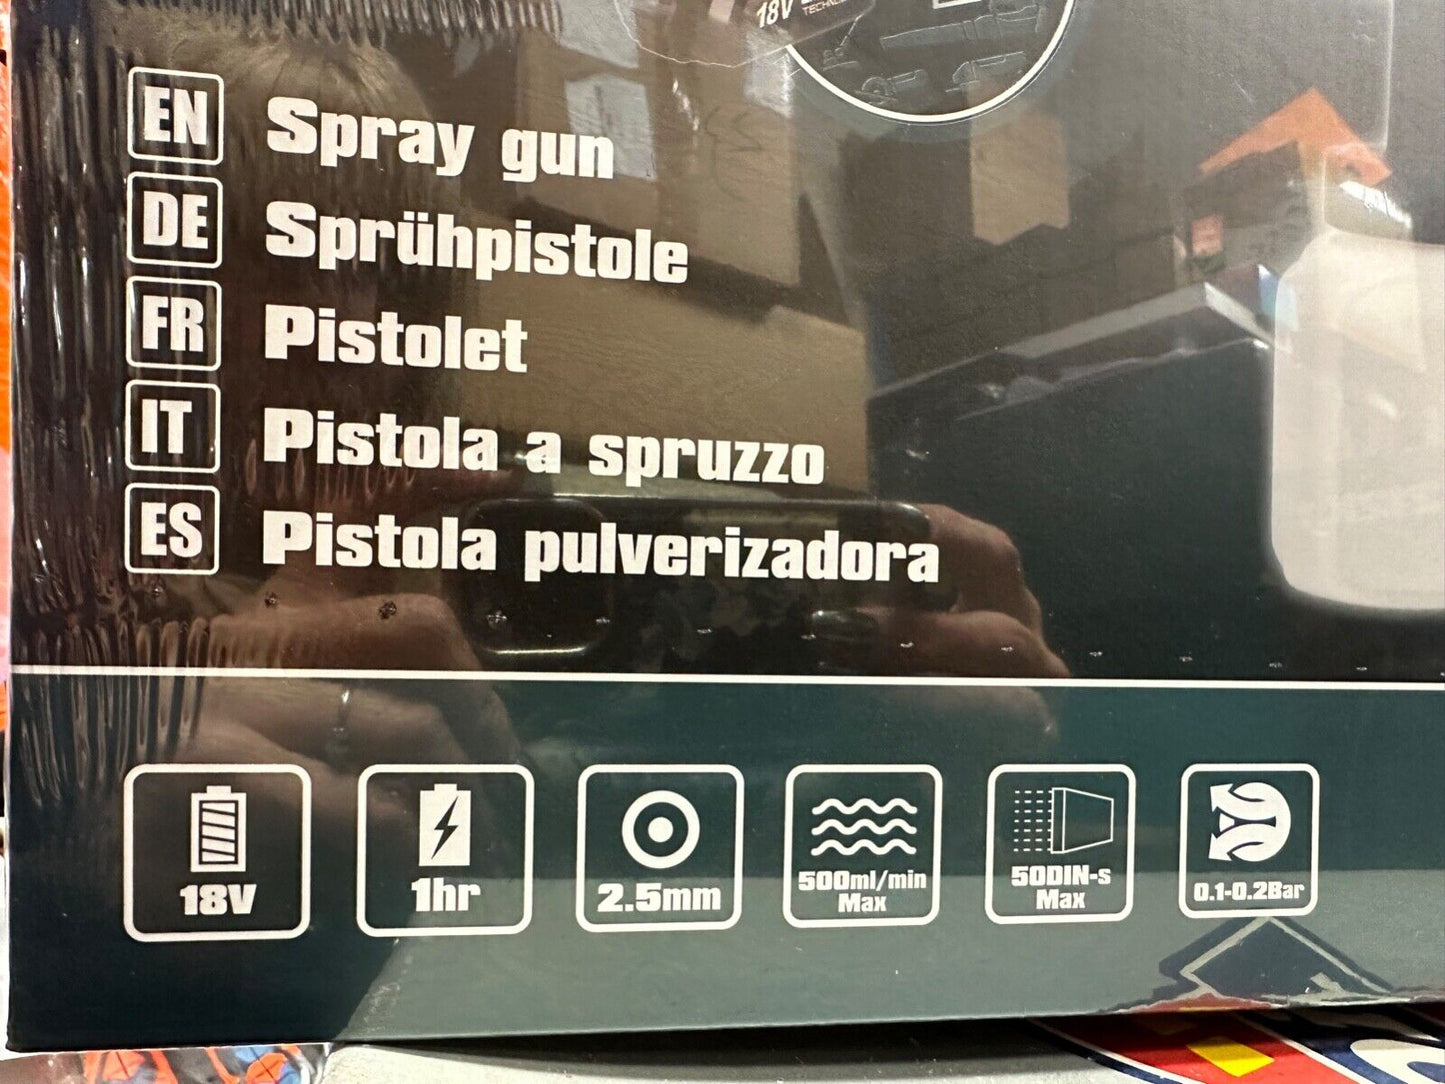 18V
EN Spray gun
DE Sprühpistole
FR Pistolet
IT Pistola a spruzzo
ES Pistola pulverizadora
18V
1hr
2.5mm
500ml/min
Max
50DIN-s
Max
0.1-0.2Bar